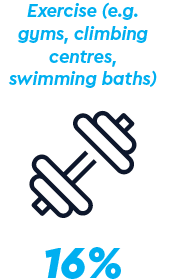 Exercise (e.g.
gyms, climbing
centres,
swimming baths)
16%